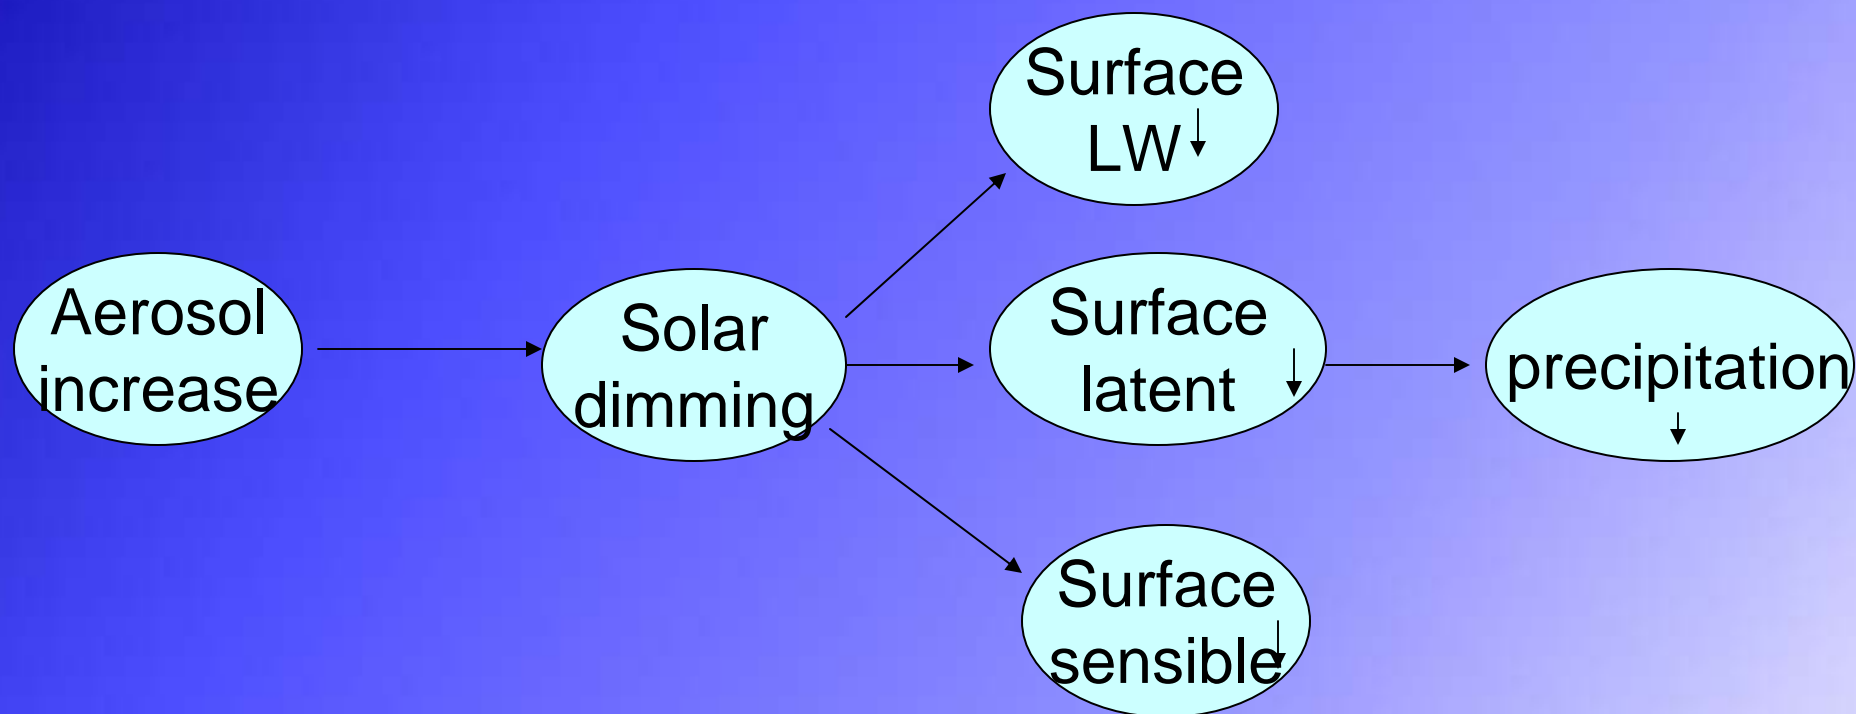 Aerosol
increase
Solar
dimming
Surface
LW↓
Surface
latent ↓
precipitation
↓
Surface
sensible↓